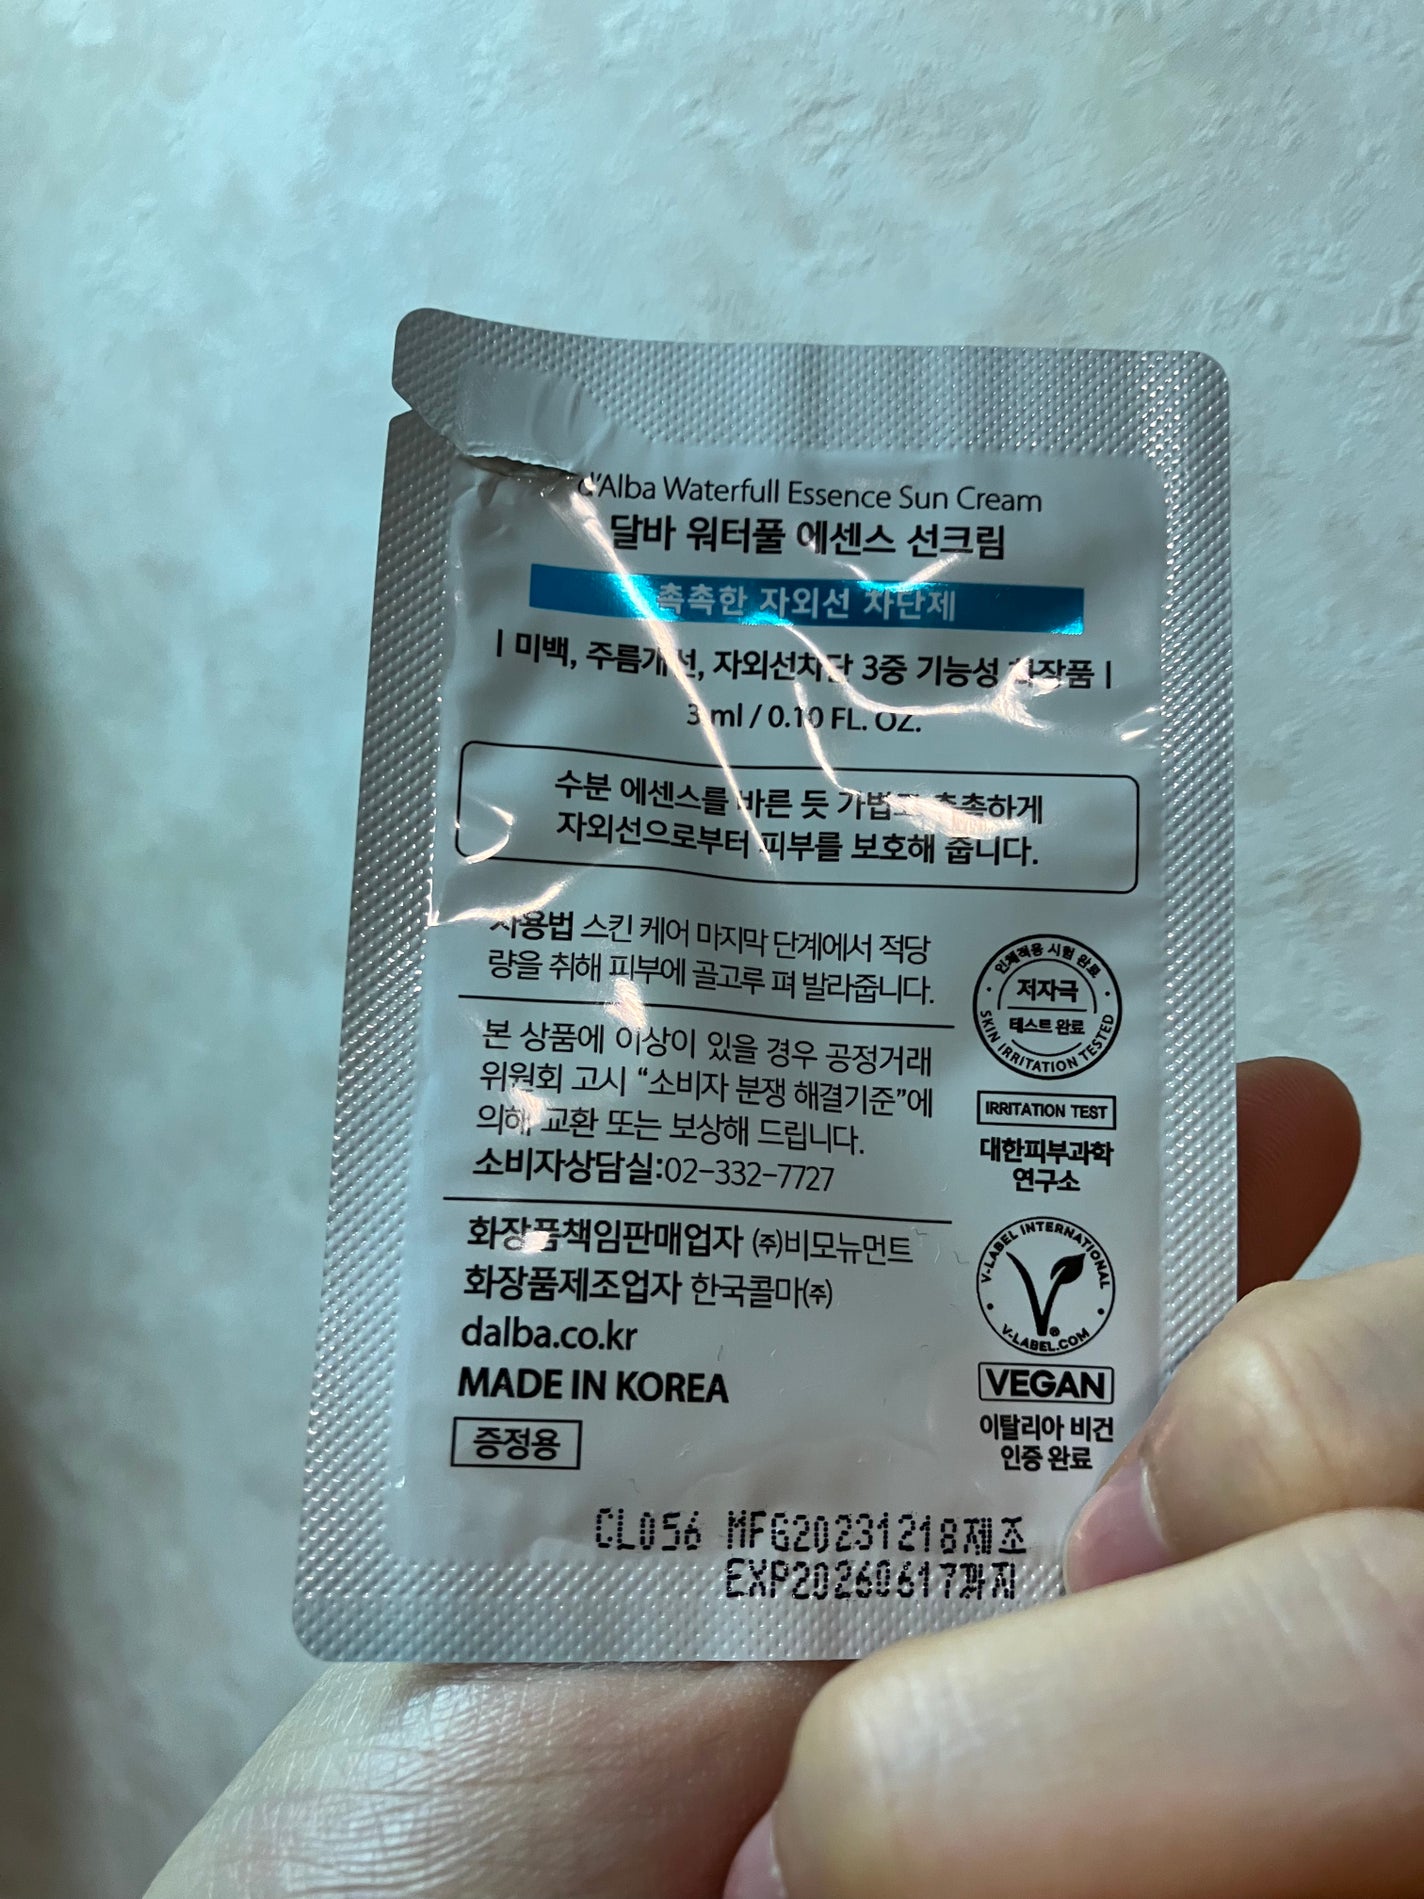 d'Alba Waterfull Essence Sun Cream
달바 워터풀 에센스 선크림
촉촉한 자외선 차단제
| 미백, 주름개선, 자외선차단 3중 기능성 화장품 |
3 ml / 0.10 FL. OZ.
수분 에센스를 바른 듯 가볍고 촉촉하게
자외선으로부터 피부를 보호해 줍니다.
사용법 스킨 케어 마지막 단계에서 적당
량을 취해 피부에 골고루 펴 발라줍니다.
본 상품에 이상이 있을 경우 공정거래
위원회 고시 “소비자 분쟁 해결기준”에
의해 교환 또는 보상해 드립니다.
소비자상담실:02-332-7727
화장품책임판매업자 ㈜비모뉴먼트
화장품제조업자 한국콜마㈜
dalba.co.kr
MADE IN KOREA
증정용
인체적용 시험 완료
저자극
테스트 완료
SKIN IRRITATION TESTED
IRRITATION TEST
대한피부과학
연구소
V-LABEL INTERNATIONAL
V®
V-LABEL.COM
VEGAN
이탈리아 비건
인증 완료
CL056 MFG20231218제조
EXP20260617까지